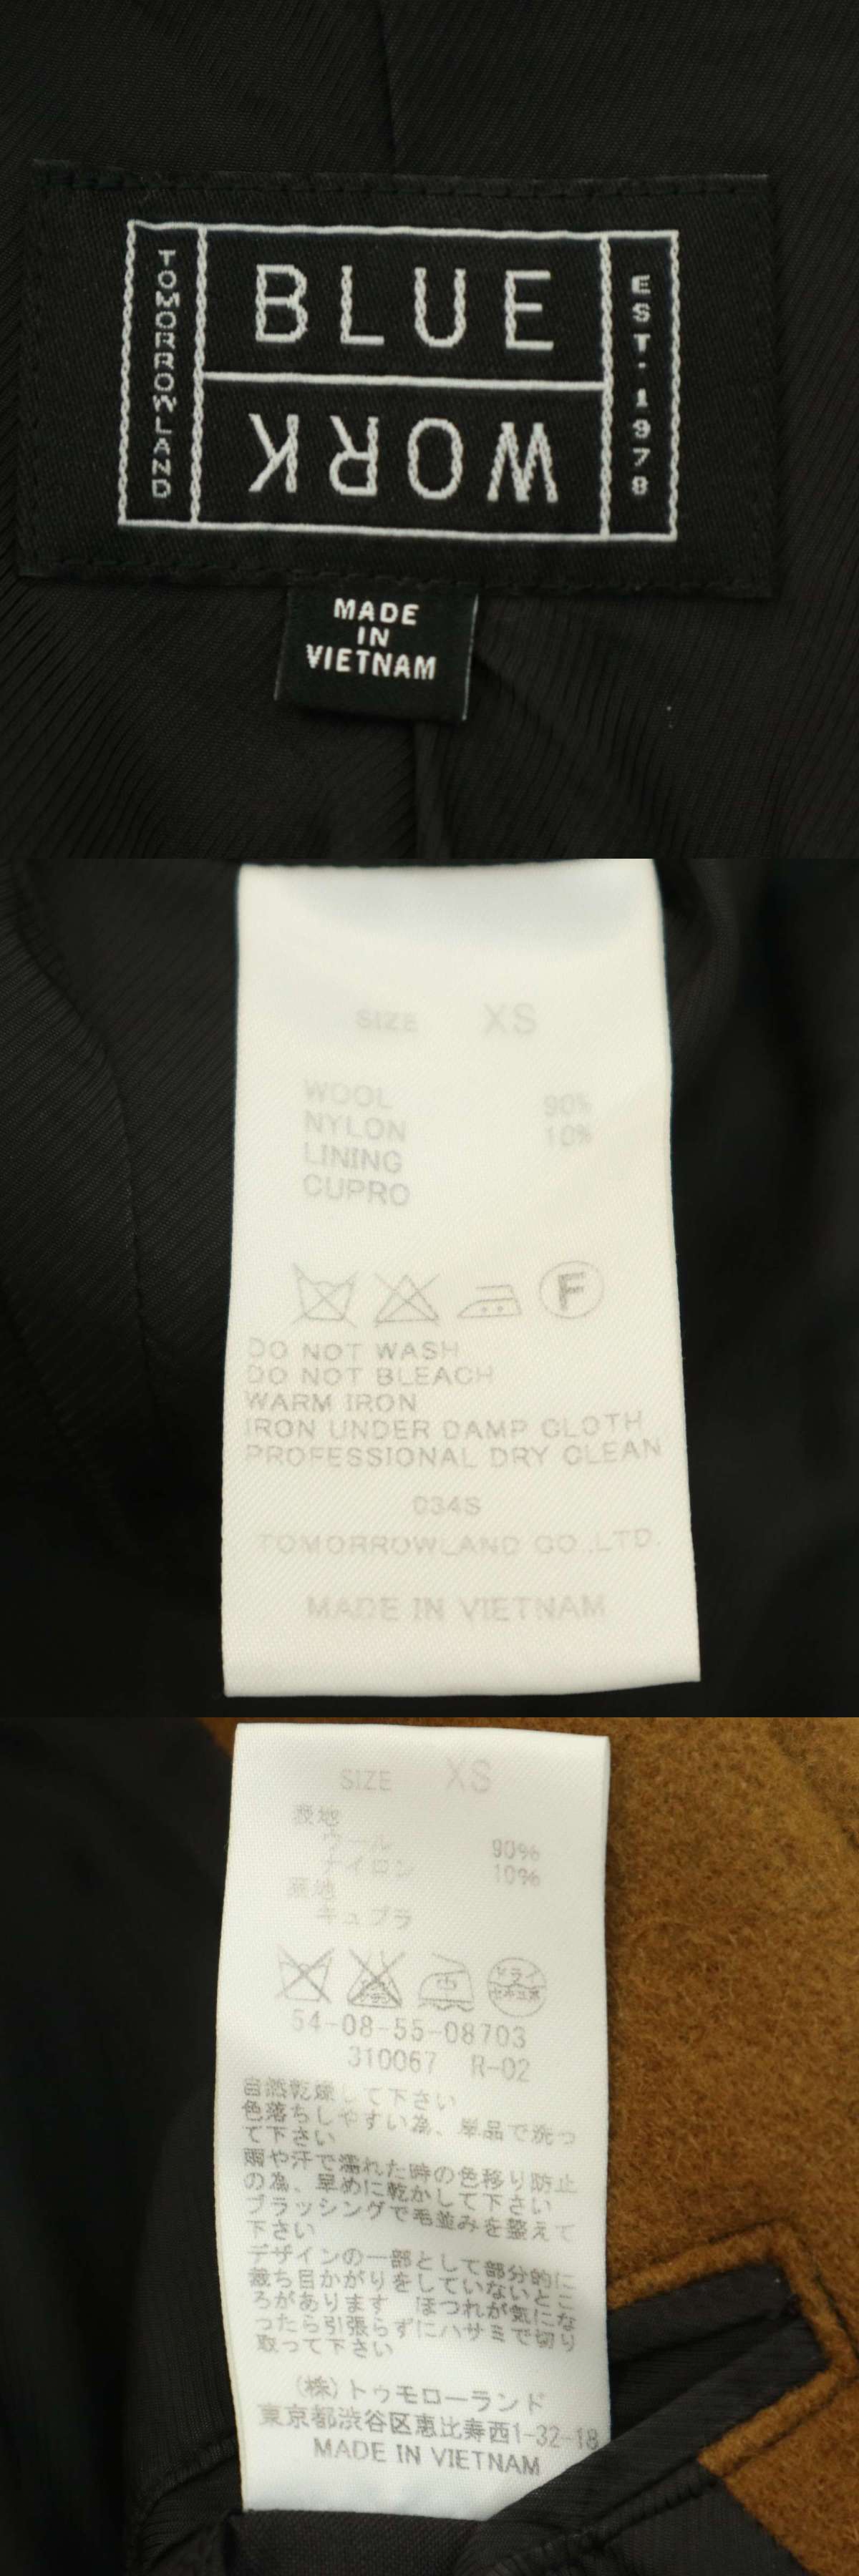 TOMORROWLAND
BLUE
WORK
EST.1978
MADE
IN
VIETNAM
SIZE XS
WOOL 90%
NYLON 10%
LINING
CUPRO
F
DO NOT WASH
DO NOT BLEACH
WARM IRON
IRON UNDER DAMP CLOTH
PROFESSIONAL DRY CLEAN
034S
TOMORROWLAND CO.,LTD.
MADE IN VIETNAM
SIZE XS
表地
ウール 90%
ナイロン 10%
裏地
キュプラ
中
ドライ
セキユ系
54-08-55-08703
310067 R-02
自然乾燥して下さい
色落ちしやすい為、単品で洗っ
て下さい
雨や汗で濡れた時の色移り防止
の為、早めに乾かして下さい
ブラッシングで毛並みを整えて
下さい
デザインの一部として部分的に
裁ち目かがりをしていないとこ
ろがあります ほつれが気にな
ったら引張らずにハサミで切り
取って下さい
(株)トゥモローランド
東京都渋谷区恵比寿西1-32-18
MADE IN VIETNAM